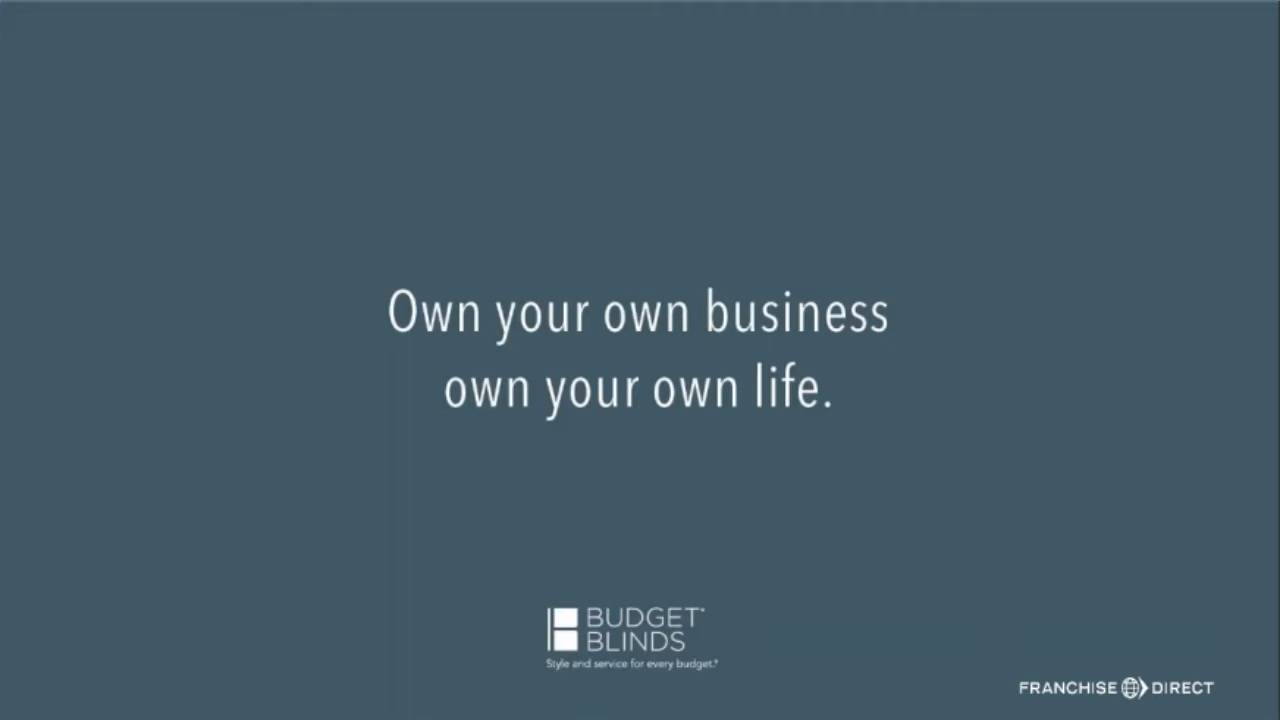 Own your own business
own your own life.
BUDGET
BLINDS
Style and service for every budget.®
FRANCHISE DIRECT